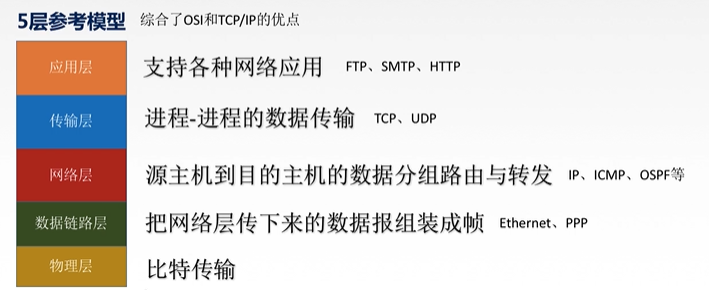 5层参考模型 综合了OSI和TCP/IP的优点
应用层 支持各种网络应用 FTP、SMTP、HTTP
传输层 进程-进程的数据传输 TCP、UDP
网络层 源主机到目的主机的数据分组路由与转发 IP、ICMP、OSPF等
数据链路层 把网络层传下来的数据报组装成帧 Ethernet、PPP
物理层 比特传输